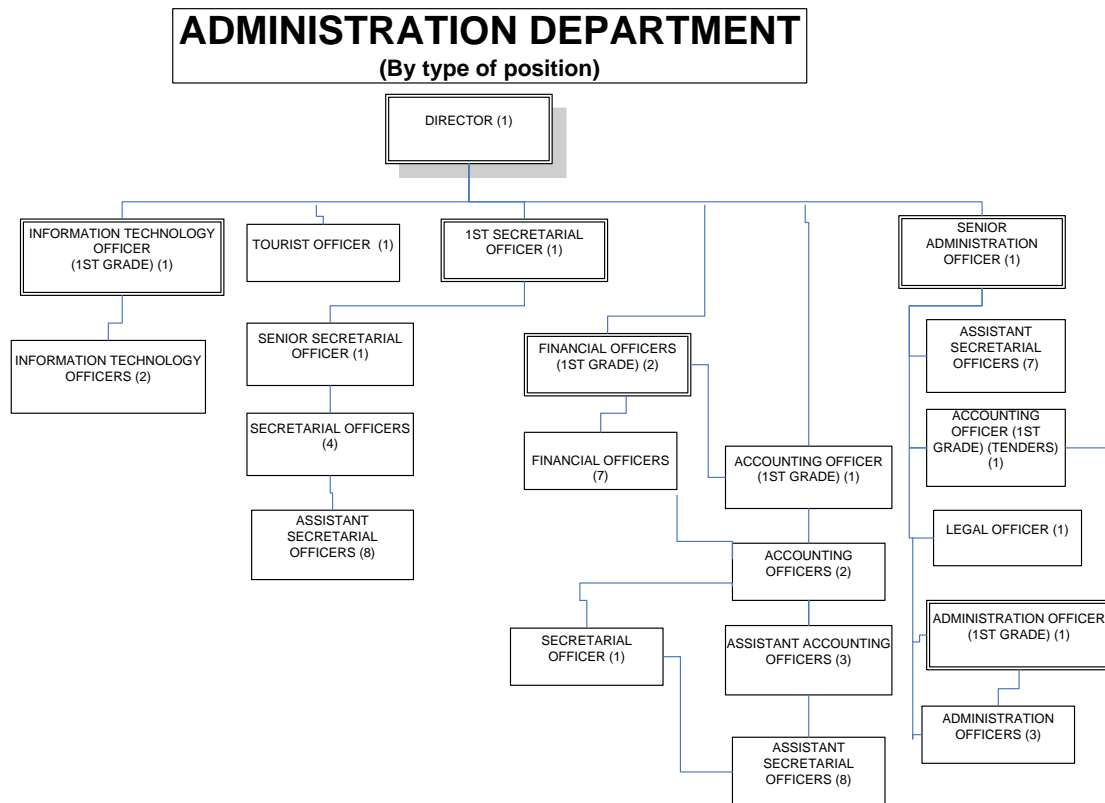 ADMINISTRATION DEPARTMENT
(By type of position)
DIRECTOR (1)
INFORMATION TECHNOLOGY
OFFICER
(1ST GRADE) (1)
TOURIST OFFICER (1)
1ST SECRETARIAL
OFFICER (1)
SENIOR
ADMINISTRATION
OFFICER (1)
INFORMATION TECHNOLOGY
OFFICERS (2)
SENIOR SECRETARIAL
OFFICER (1)
FINANCIAL OFFICERS
(1ST GRADE) (2)
ASSISTANT
SECRETARIAL
OFFICERS (7)
SECRETARIAL OFFICERS
(4)
FINANCIAL OFFICERS
(7)
ACCOUNTING OFFICER
(1ST GRADE) (1)
ACCOUNTING
OFFICER (1ST
GRADE) (TENDERS)
(1)
ASSISTANT
SECRETARIAL
OFFICERS (8)
ACCOUNTING
OFFICERS (2)
LEGAL OFFICER (1)
SECRETARIAL
OFFICER (1)
ASSISTANT ACCOUNTING
OFFICERS (3)
ADMINISTRATION OFFICER
(1ST GRADE) (1)
ASSISTANT
SECRETARIAL
OFFICERS (8)
ADMINISTRATION
OFFICERS (3)